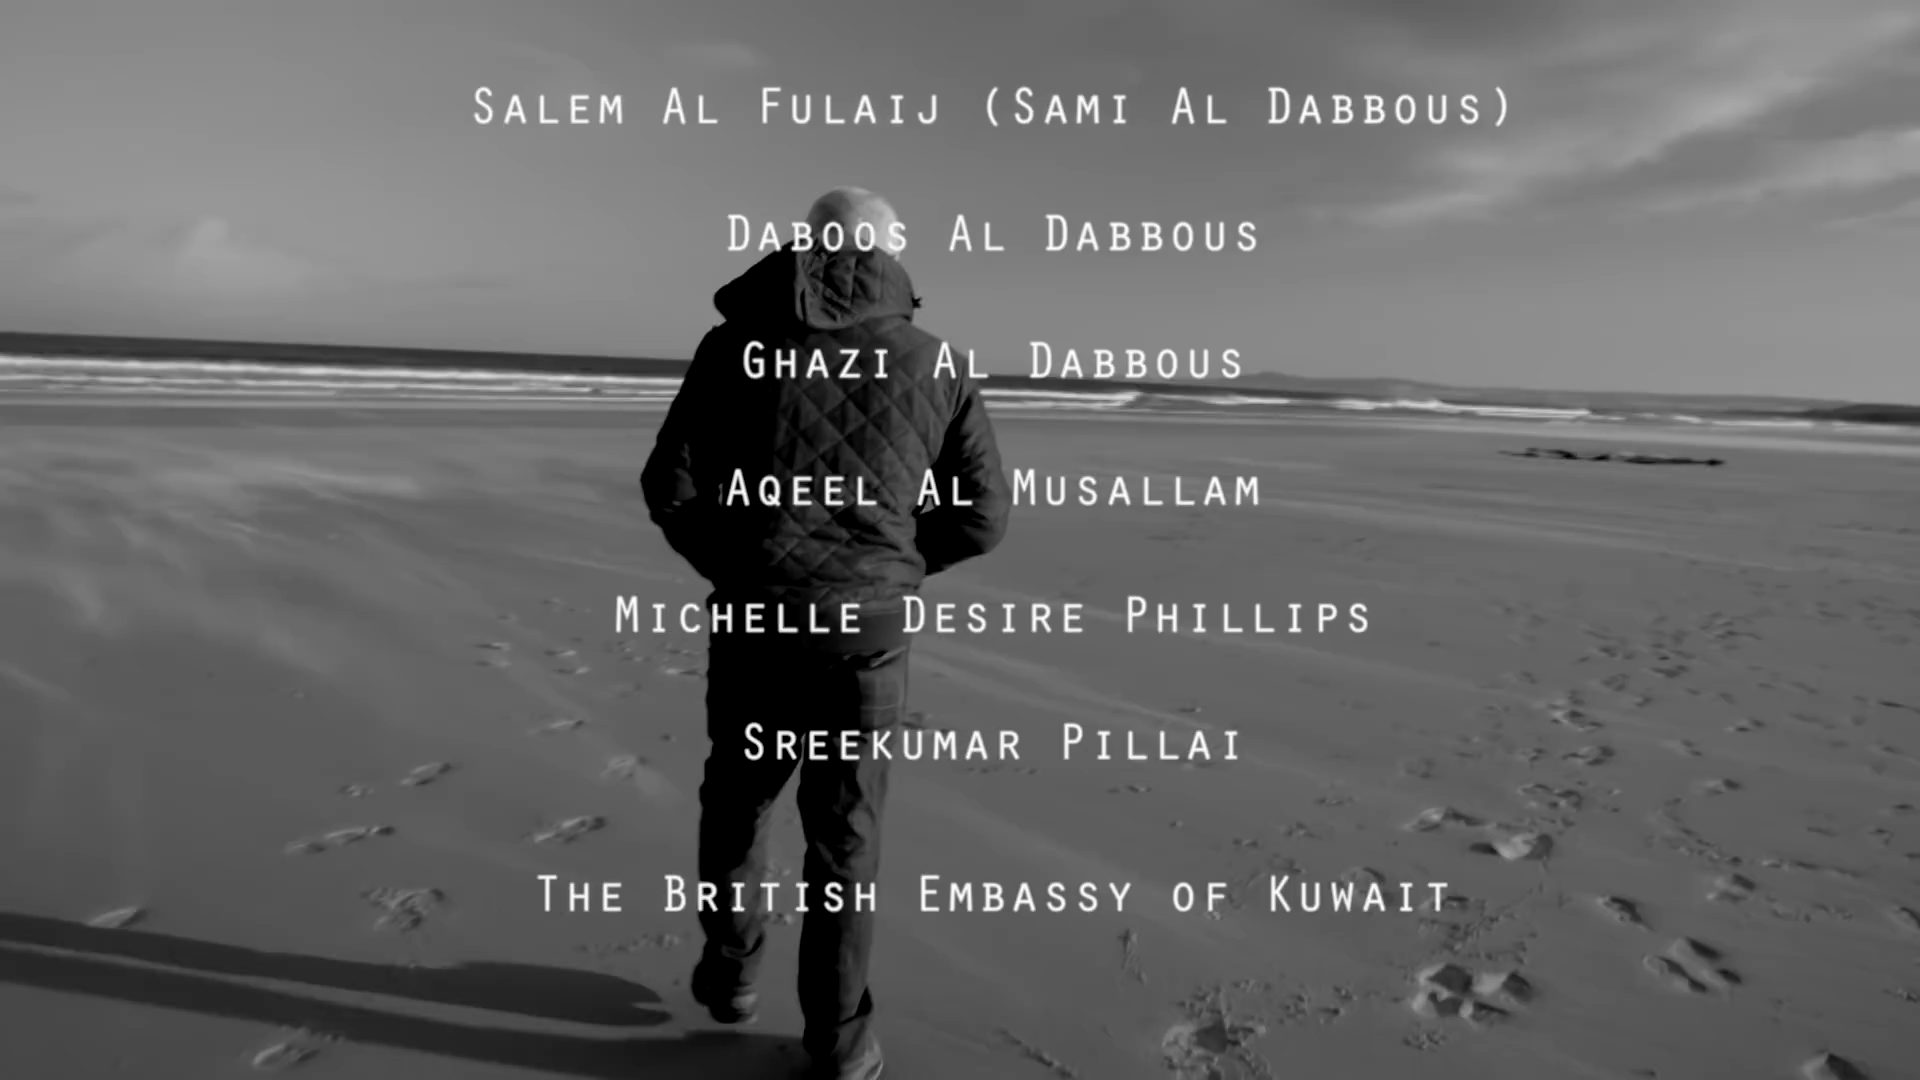 Salem Al Fulaij (Sami Al Dabbous)
Daboos Al Dabbous
Ghazi Al Dabbous
Aqeel Al Musallam
Michelle Desire Phillips
Sreekumar Pillai
The British Embassy of Kuwait